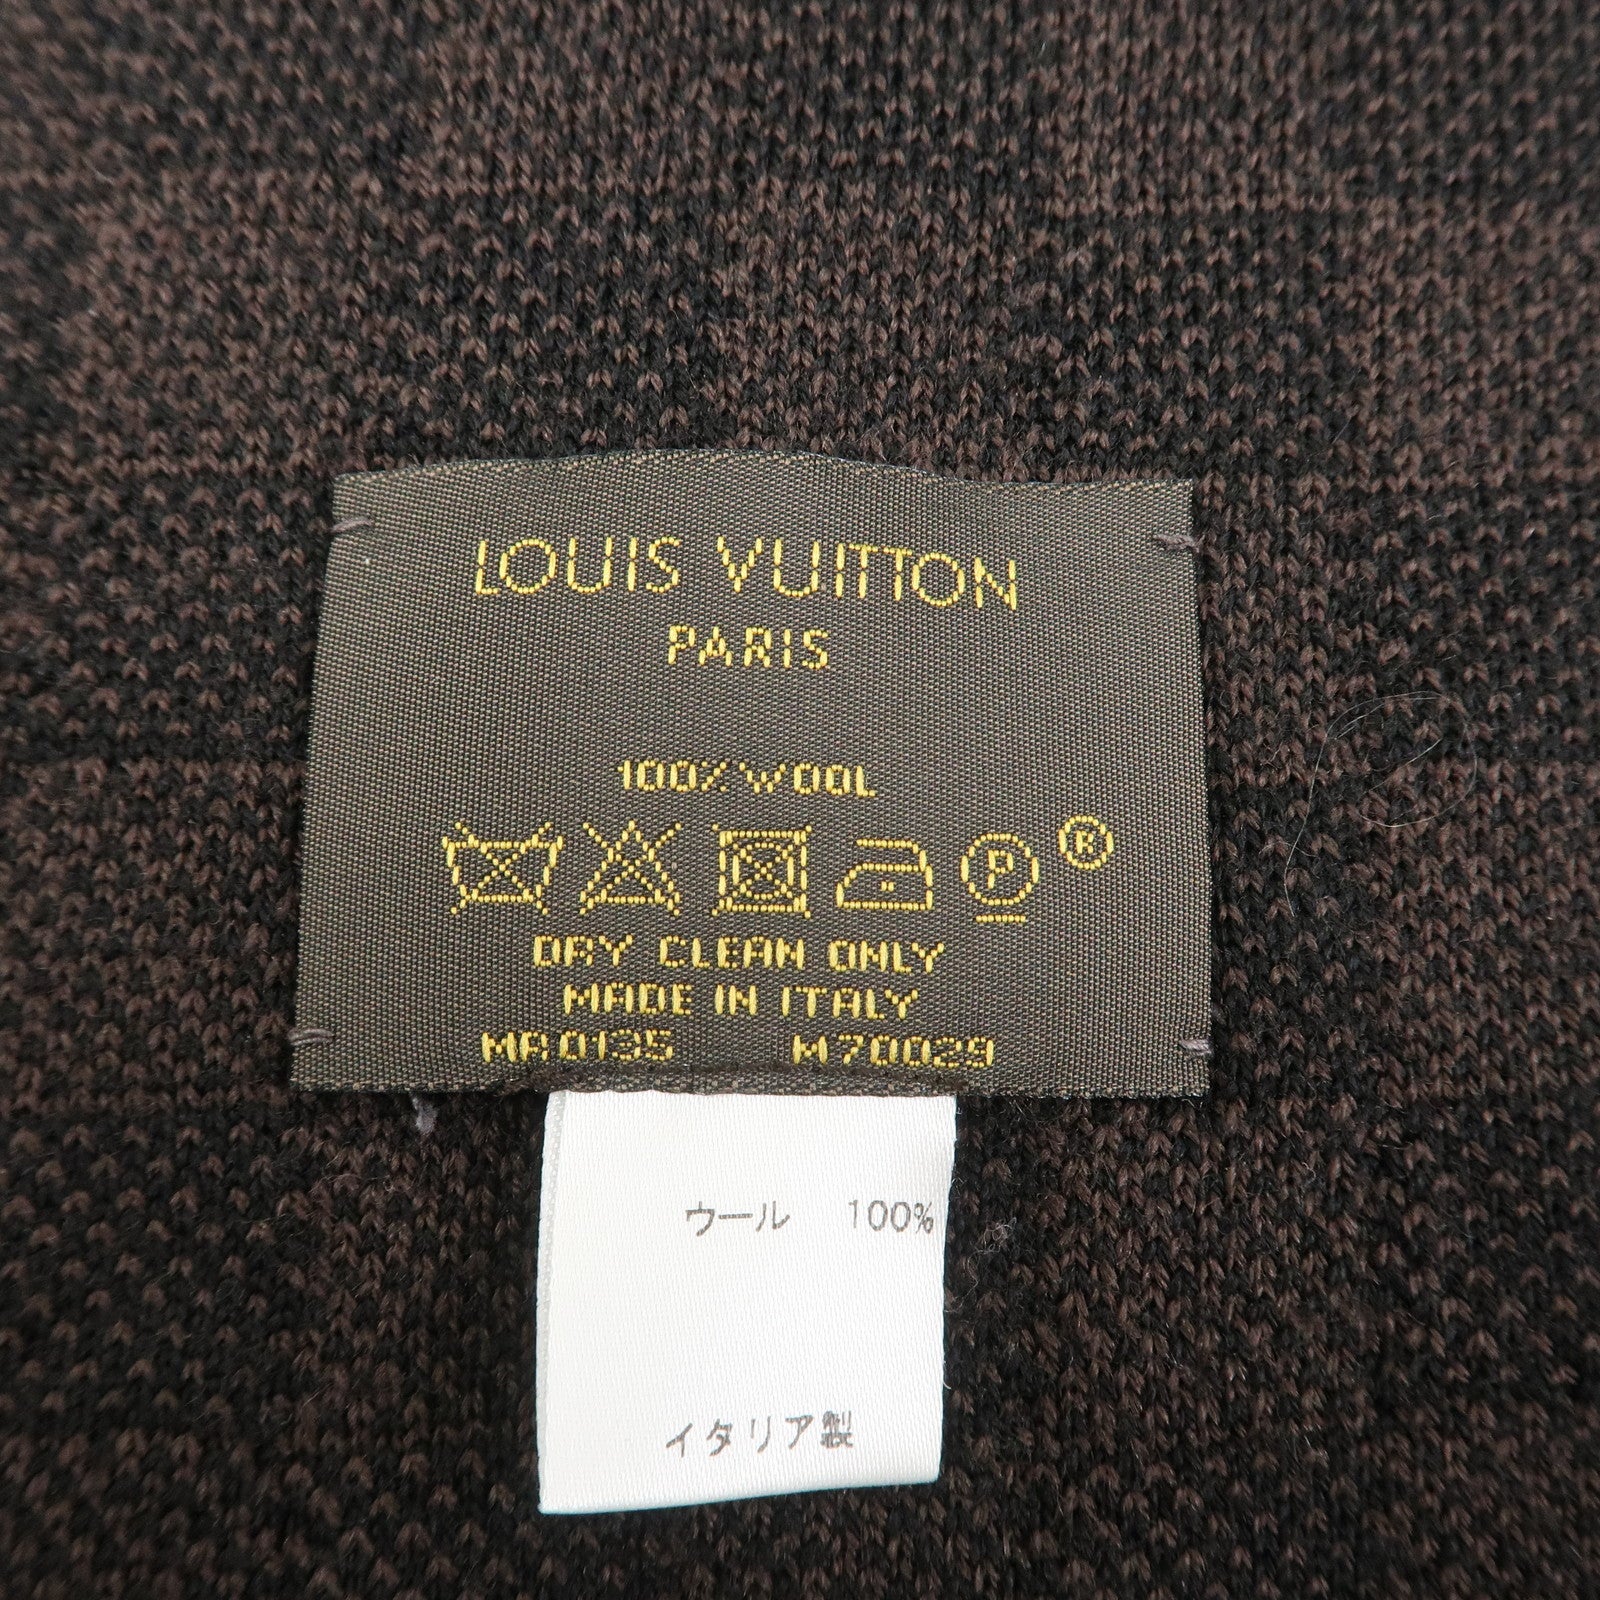 LOUIS VUITTON
PARIS
100% WOOL
P ®
DRY CLEAN ONLY
MADE IN ITALY
MA0135 M70029
ウール 100%
イタリア製